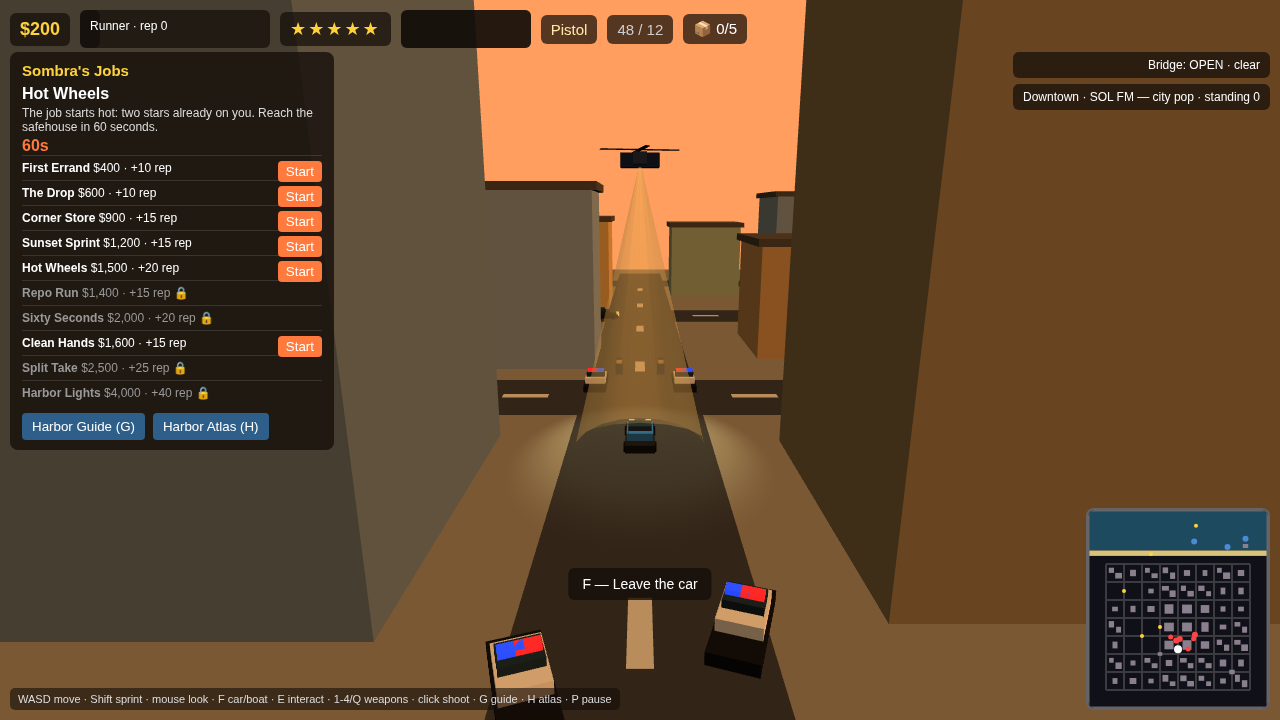 $200
Runner · rep 0
★★★★★
Pistol
48 / 12
📦 0/5
Sombra's Jobs
Hot Wheels
The job starts hot: two stars already on you. Reach the
safehouse in 60 seconds.
60s
First Errand $400 · +10 rep Start
The Drop $600 · +10 rep Start
Corner Store $900 · +15 rep Start
Sunset Sprint $1,200 · +15 rep Start
Hot Wheels $1,500 · +20 rep Start
Repo Run $1,400 · +15 rep 🔒
Sixty Seconds $2,000 · +20 rep 🔒
Clean Hands $1,600 · +15 rep Start
Split Take $2,500 · +25 rep 🔒
Harbor Lights $4,000 · +40 rep 🔒
Harbor Guide (G) Harbor Atlas (H)
Bridge: OPEN · clear
Downtown · SOL FM — city pop · standing 0
F — Leave the car
WASD move · Shift sprint · mouse look · F car/boat · E interact · 1-4/Q weapons · click shoot · G guide · H atlas · P pause